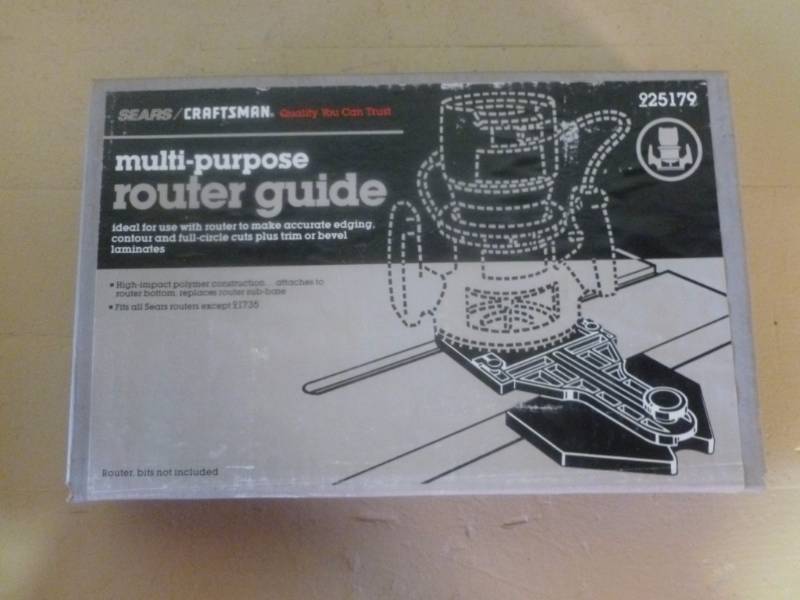 SEARS / CRAFTSMAN® Quality You Can Trust
925179
multi-purpose
router guide
ideal for use with router to make accurate edging,
contour and full-circle cuts plus trim or bevel
laminates
• High-impact polymer construction... attaches to
router bottom, replaces router sub-base
• Fits all Sears routers except 91735
Router, bits not included